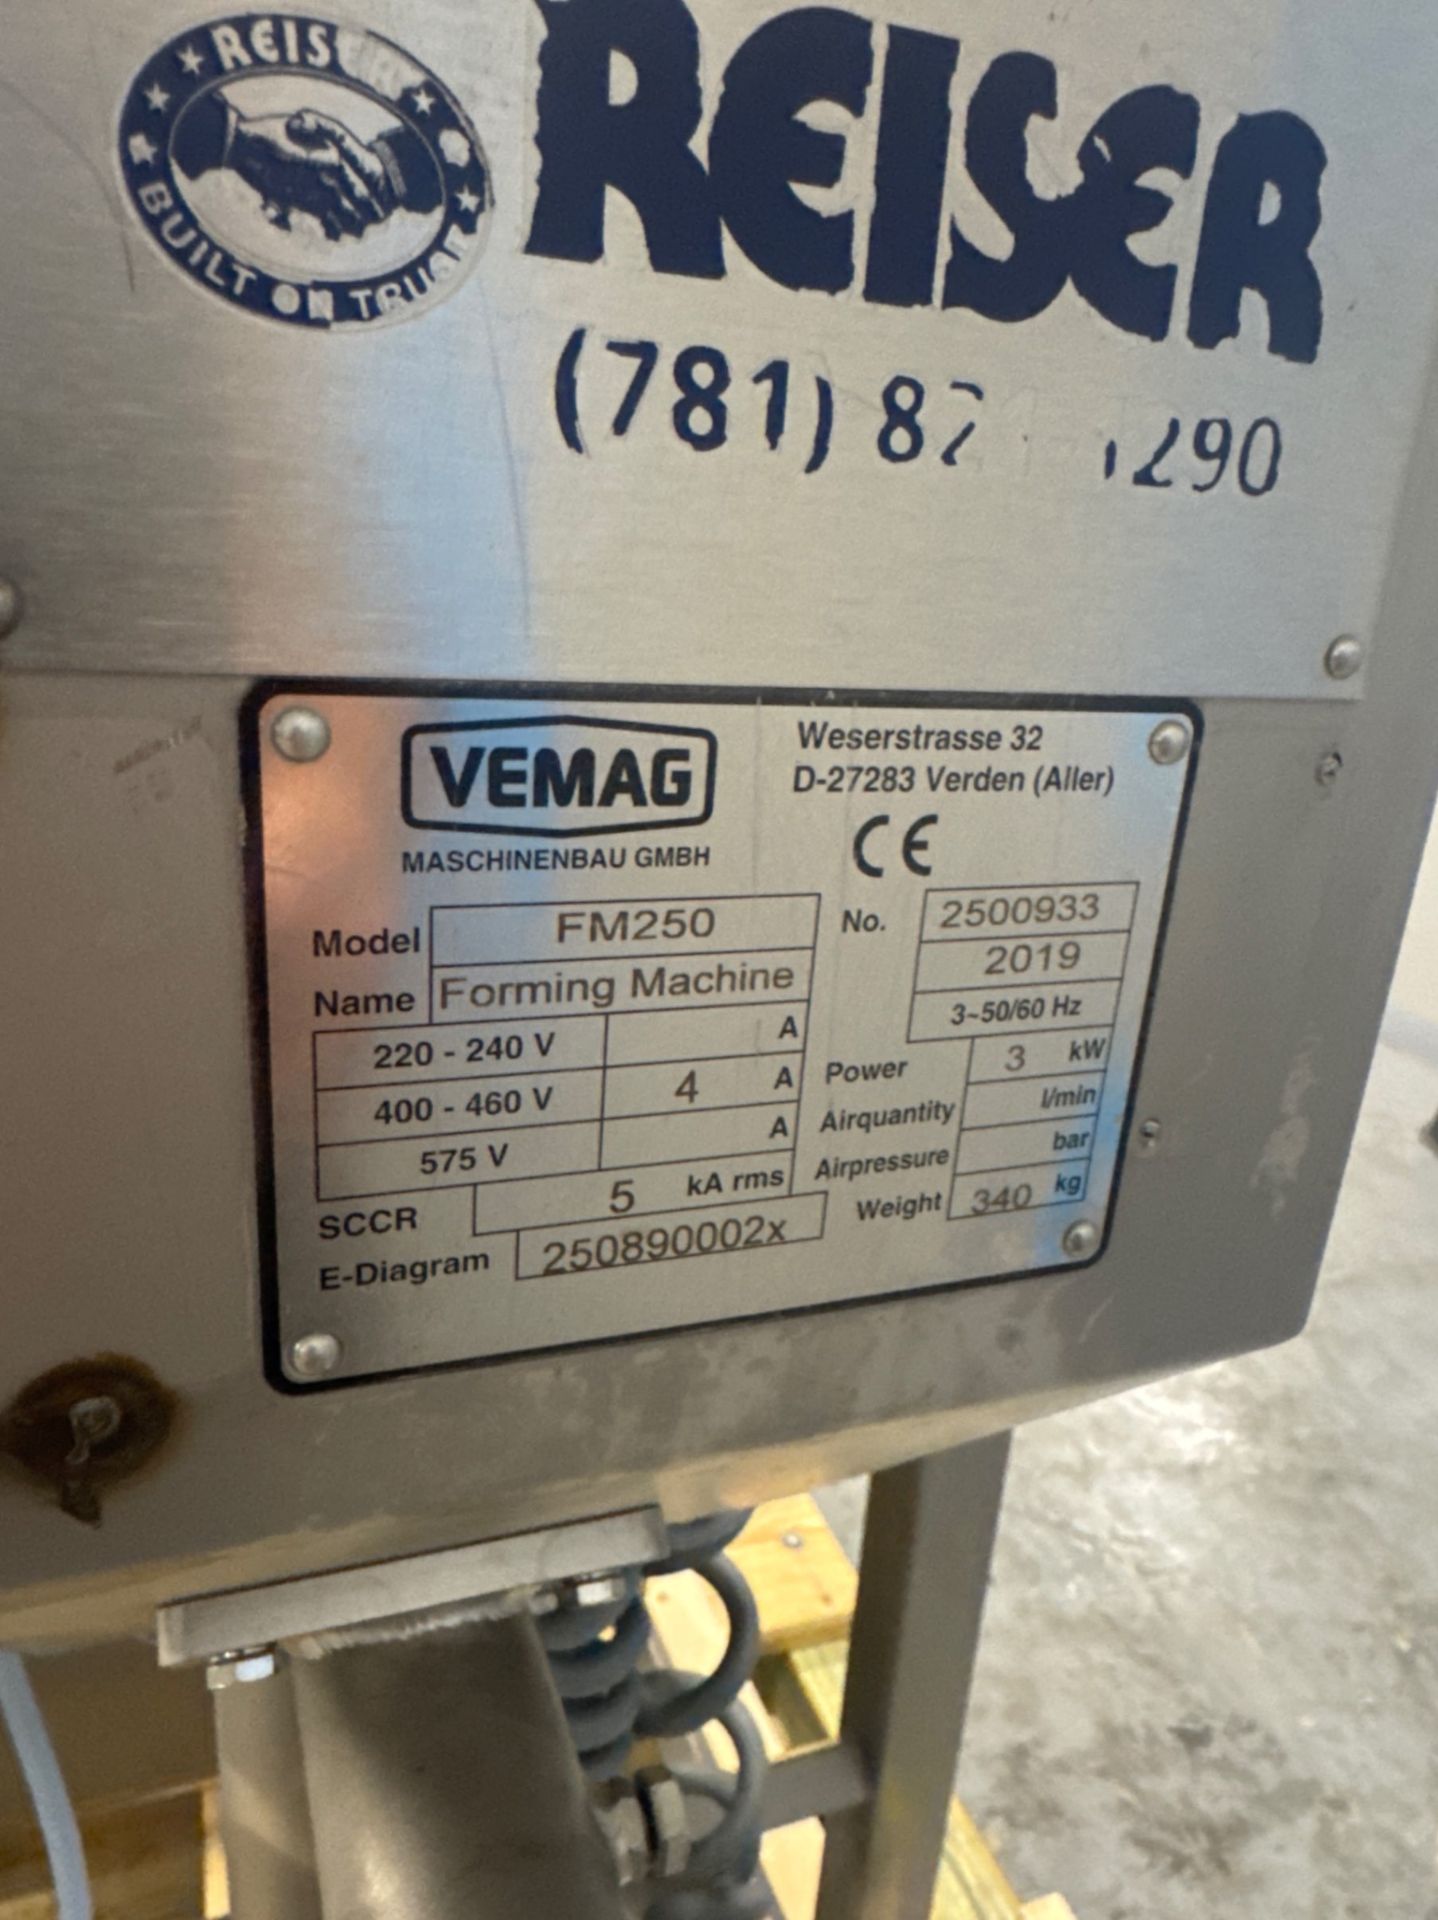 REISER
BUILT ON
REISER
(781) 290
VEMAG
MASCHINENBAU GMBH
Weserstrasse 32
D-27283 Verden (Aller)
CE
Model FM250
Name Forming Machine
220 - 240 V A
400 - 460 V 4 A
575 V A
SCCR 5 kA rms
E-Diagram 250890002x
No. 2500933
2019
3~50/60 Hz
Power 3 kW
Airquantity l/min
Airpressure bar
Weight 340 kg